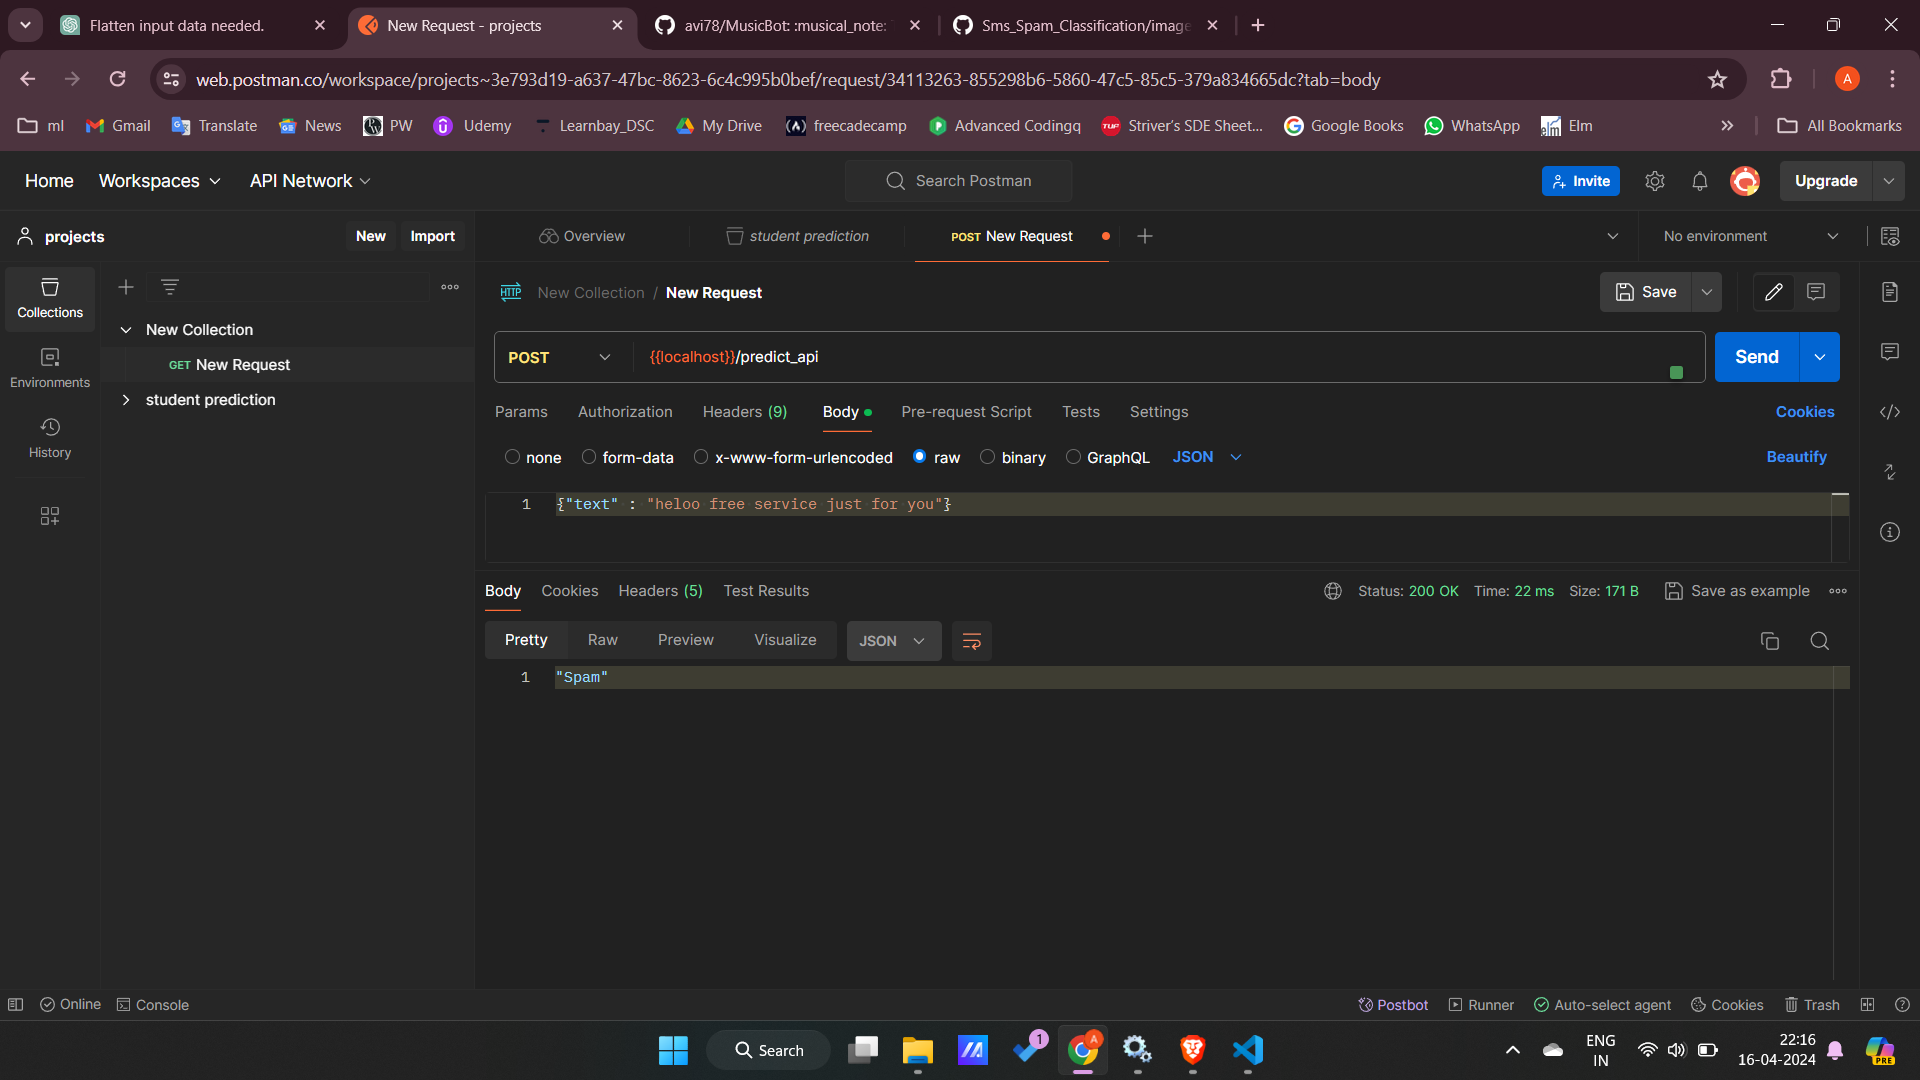 Flatten input data needed.
New Request - projects
avi78/MusicBot: :musical_note:
Sms_Spam_Classification/image
web.postman.co/workspace/projects~3e793d19-a637-47bc-8623-6c4c995b0bef/request/34113263-855298b6-5860-47c5-85c5-379a834665dc?tab=body
A
ml Gmail Translate News PW Udemy Learnbay_DSC My Drive freecadecamp Advanced Codingq Striver's SDE Sheet... Google Books WhatsApp Elm All Bookmarks
Home Workspaces API Network Search Postman Invite Upgrade
projects New Import Overview student prediction POST New Request No environment
Collections
Environments
History
New Collection
GET New Request
student prediction
HTTP New Collection / New Request Save
POST {{localhost}}/predict_api Send
Params Authorization Headers (9) Body Pre-request Script Tests Settings Cookies
none form-data x-www-form-urlencoded raw binary GraphQL JSON Beautify
1 {"text" : "heloo free service just for you"}
Body Cookies Headers (5) Test Results Status: 200 OK Time: 22 ms Size: 171 B Save as example
Pretty Raw Preview Visualize JSON
1 "Spam"
Online Console Postbot Runner Auto-select agent Cookies Trash
Search 1 A ENG
IN
22:16
16-04-2024
PRE